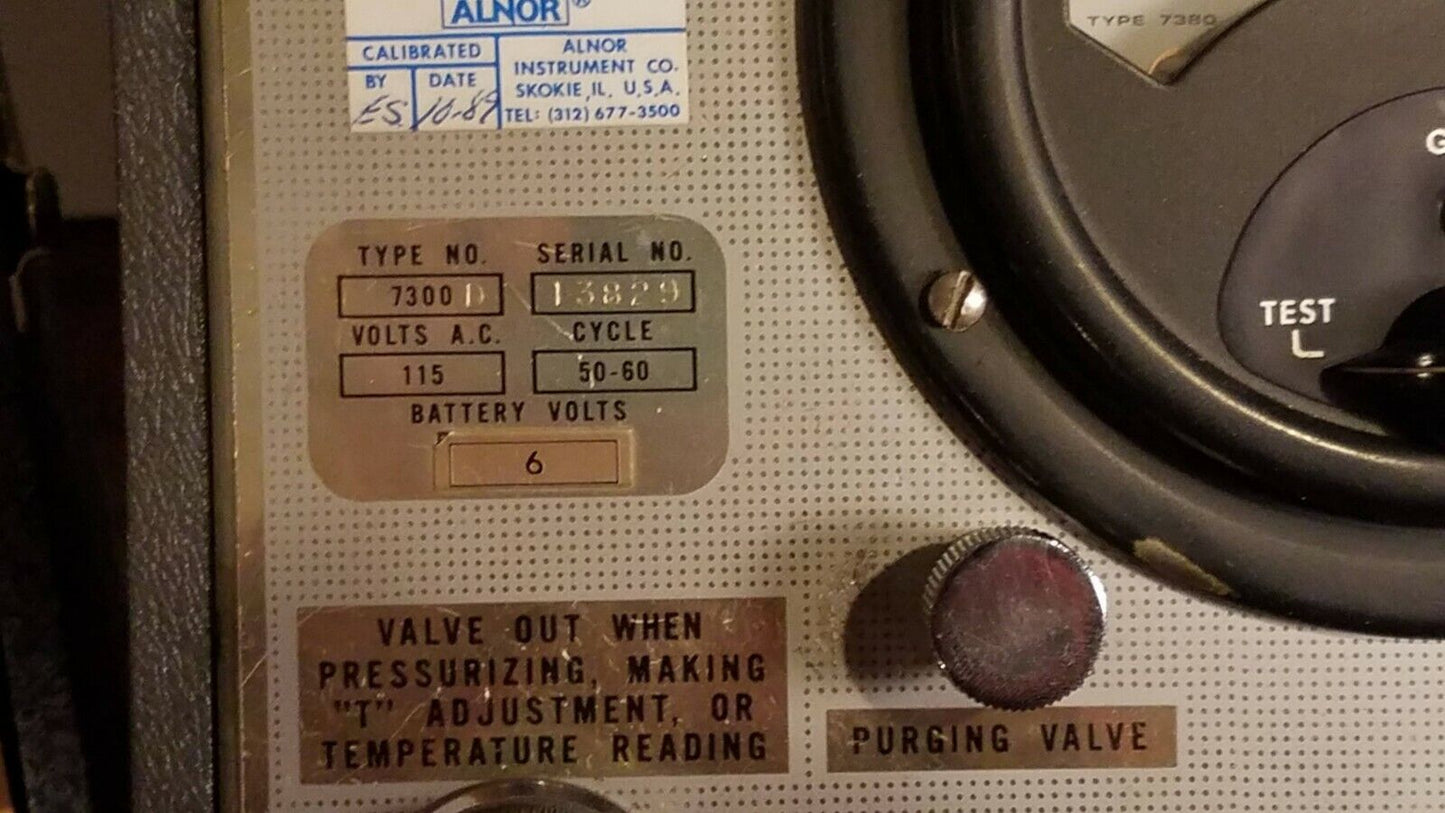 ALNOR®
CALIBRATED
BY DATE
ES 10-89
ALNOR
INSTRUMENT CO.
SKOKIE, IL. U.S.A.
TEL: (312) 677-3500
TYPE 7380
G
TEST
TYPE NO. SERIAL NO.
7300 D 13829
VOLTS A.C. CYCLE
115 50-60
BATTERY VOLTS
6
VALVE OUT WHEN
PRESSURIZING, MAKING
"T" ADJUSTMENT, OR
TEMPERATURE READING
PURGING VALVE